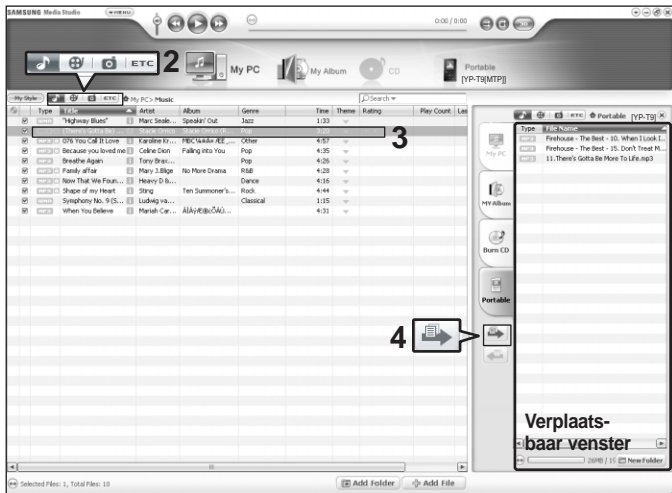 SAMSUNG Media Studio
MENU
0:00 / 0:00
ETC
2
My PC
My Album
CD
Portable
[YP-T9[MTP]]
My Style
ETC
My PC> Music
Search
ETC
Portable
[YP-T9]
Type Title Artist Album Genre Time Theme Rating Play Count Las
"Highway Blues" Marc Seale... Speakin' Out Jazz 1:33
(There's Gotta Be)... Stacie Orrico Stacie Orrico Pop 3:20
3
076 You Call It Love Karoline Kr... Other 4:57
Because you loved me Celine Dion Falling into You Pop 4:35
Breathe Again Tony Brax... Pop 4:26
Family affair Mary J.Blige No More Drama R&B 4:28
Now That We Foun... Heavy D &... Dance 4:16
Shape of my Heart Sting Ten Summoner's... Rock 4:44
Symphony No. 9 (S... Ludwig va... Classical 1:15
When You Believe Mariah Car... 4:31
My PC
MY Album
Burn CD
Portable
4
Type File Name
Firehouse - The Best - 10. When I Look I...
Firehouse - The Best - 15. Don't Treat M...
11.There's Gotta Be More To Life.mp3
Verplaats-
baar venster
New Folder
Selected Files: 1, Total Files: 10
Add Folder
Add File